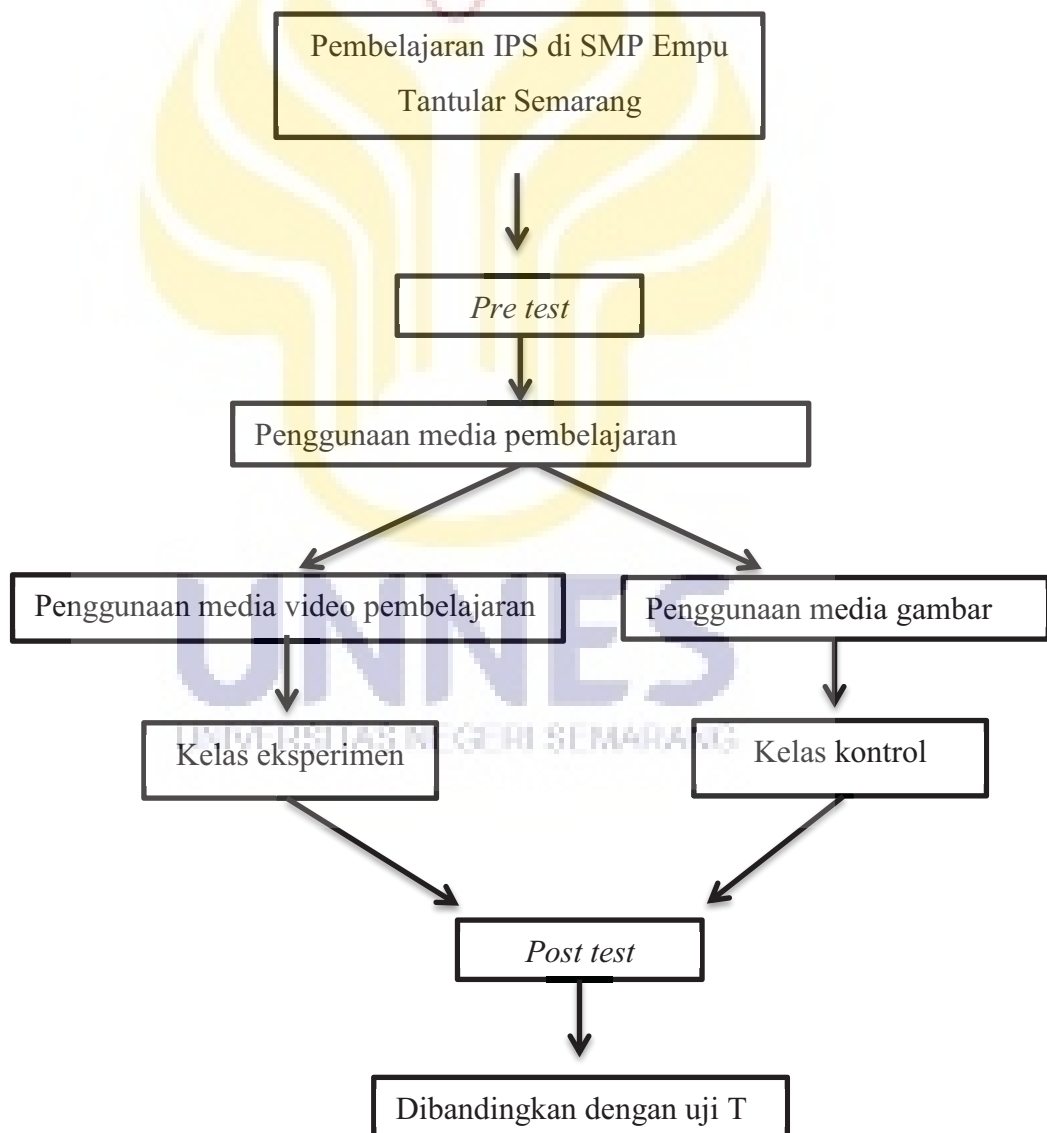 Pembelajaran IPS di SMP Empu
Tantular Semarang
Pre test
Penggunaan media pembelajaran
Penggunaan media video pembelajaran
Penggunaan media gambar
UNNES
UNIVERSITAS NEGERI SEMARANG
Kelas eksperimen
Kelas kontrol
Post test
Dibandingkan dengan uji T